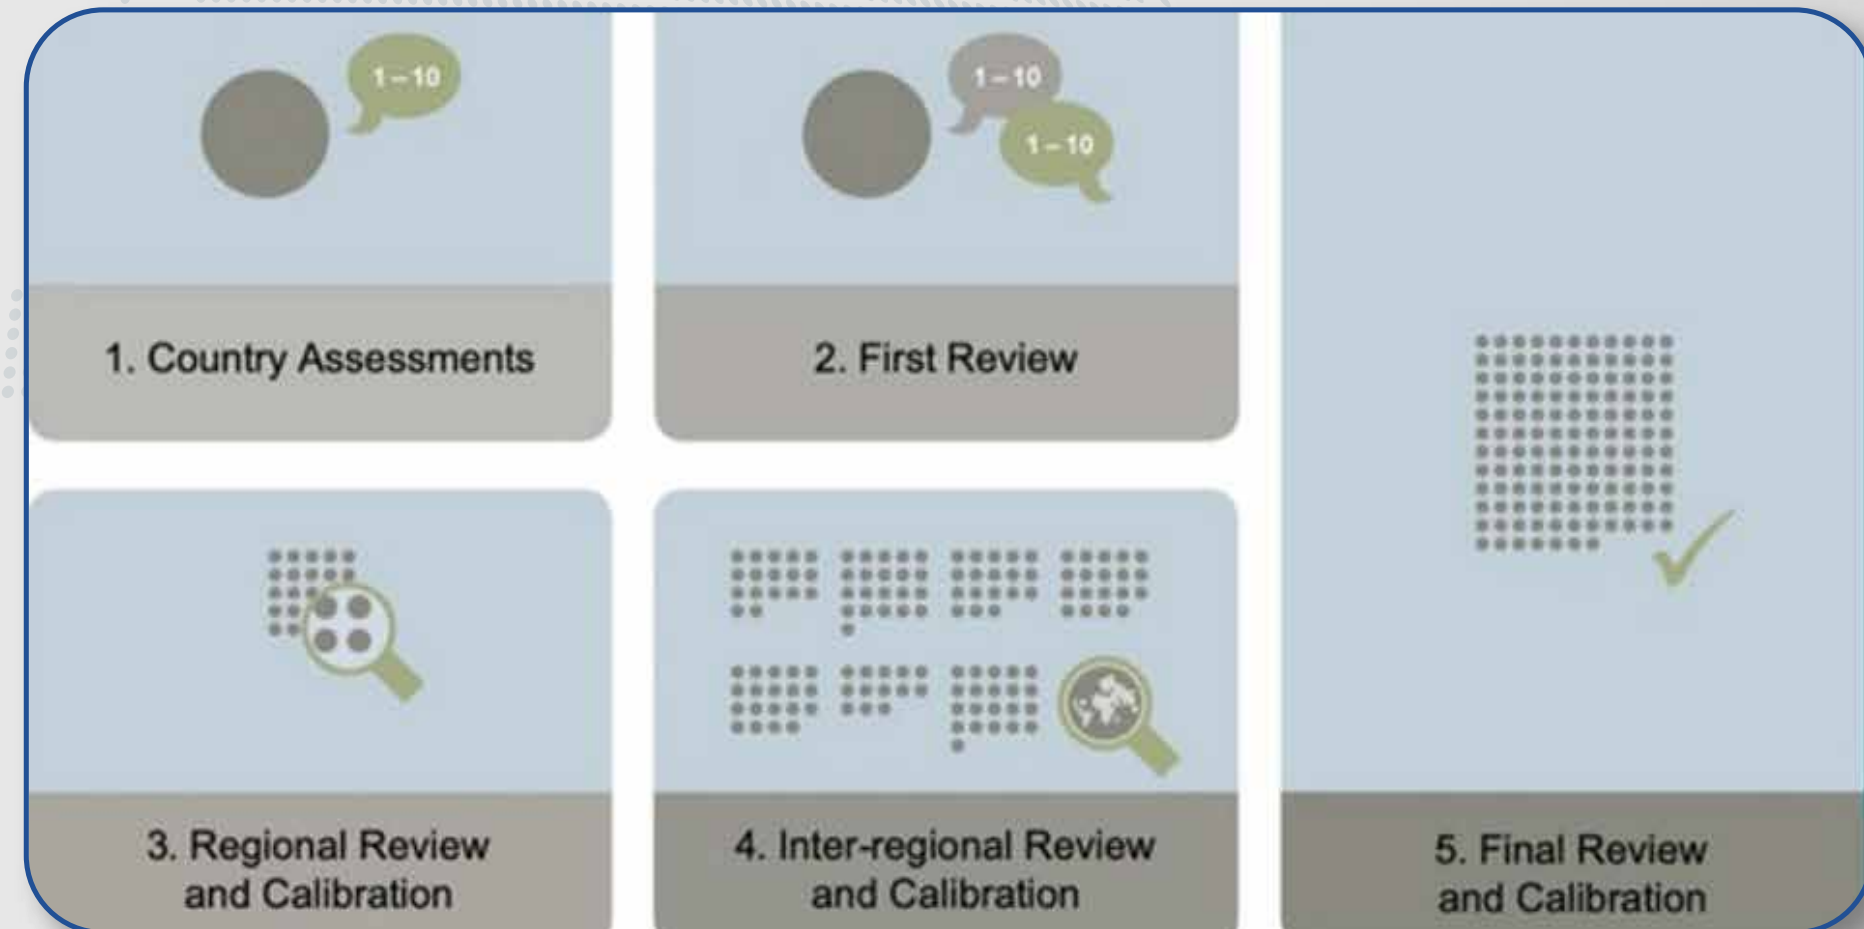 1 – 10
1. Country Assessments
1 – 10
1 – 10
2. First Review
3. Regional Review
and Calibration
4. Inter-regional Review
and Calibration
5. Final Review
and Calibration